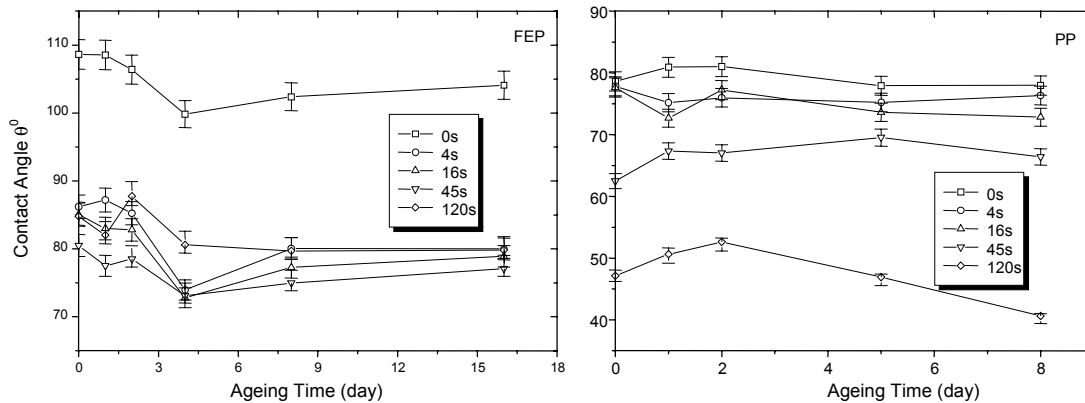 FEP
110
100
90
80
70
Contact Angle θ⁰
0s
4s
16s
45s
120s
0 3 6 9 12 15 18
Ageing Time (day)
PP
90
80
70
60
50
40
0s
4s
16s
45s
120s
0 2 4 6 8
Ageing Time (day)